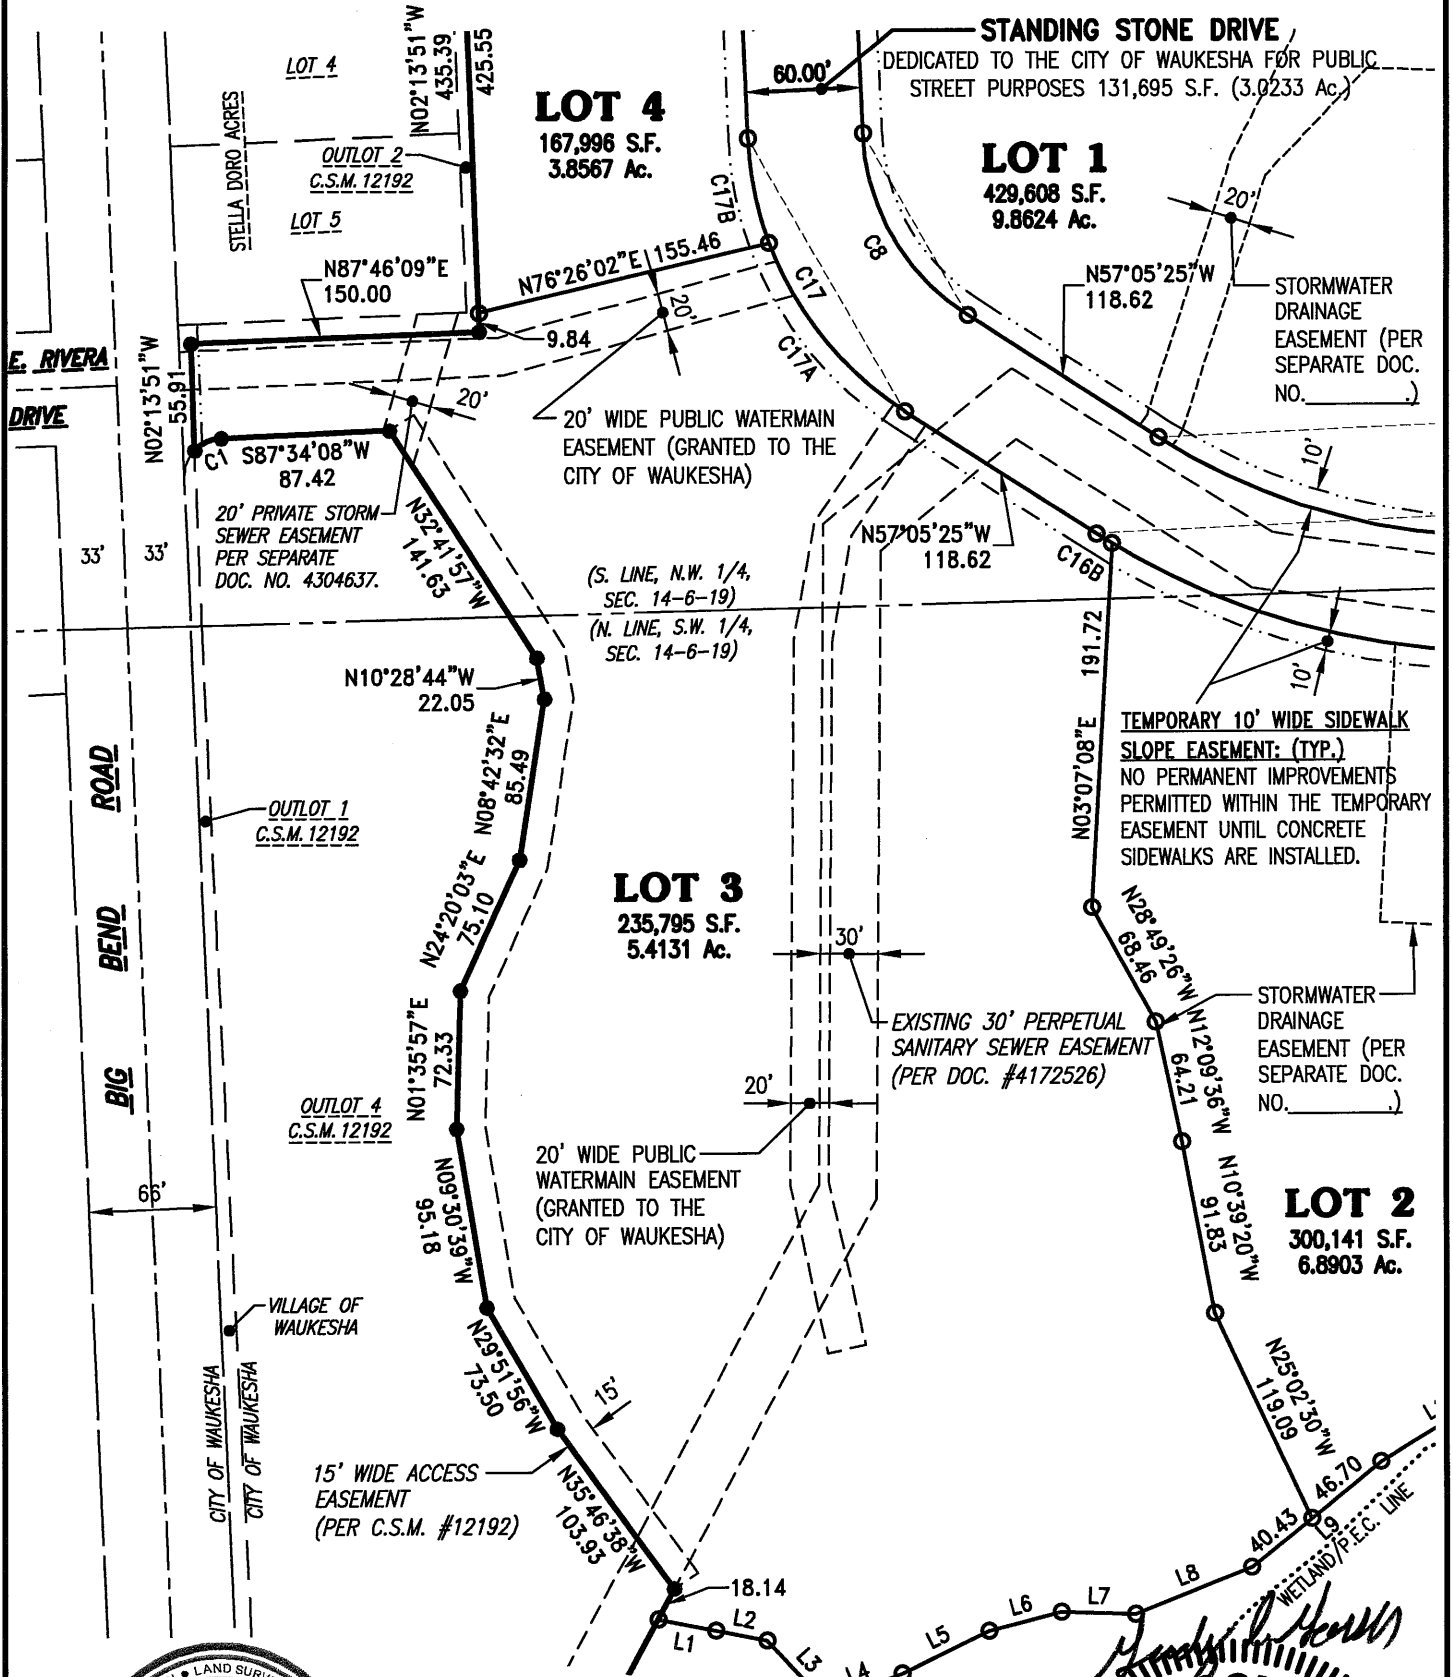 STANDING STONE DRIVE
DEDICATED TO THE CITY OF WAUKESHA FOR PUBLIC
STREET PURPOSES 131,695 S.F. (3.0233 Ac.)
60.00'
N02°13'51"W
435.39
425.55
LOT 4
STELLA DORO ACRES
OUTLOT 2
C.S.M. 12192
LOT 5
LOT 4
167,996 S.F.
3.8567 Ac.
LOT 1
429,608 S.F.
9.8624 Ac.
C17B
C8
C17
C17A
20'
N87°46'09"E
150.00
N76°26'02"E
155.46
20'
9.84
N57°05'25"W
118.62
STORMWATER
DRAINAGE
EASEMENT (PER
SEPARATE DOC.
NO.________.)
E. RIVERA
DRIVE
N02°13'51"W
55.91
C1
S87°34'08"W
87.42
20'
20' WIDE PUBLIC WATERMAIN
EASEMENT (GRANTED TO THE
CITY OF WAUKESHA)
20' PRIVATE STORM
SEWER EASEMENT
PER SEPARATE
DOC. NO. 4304637.
33'
33'
N32°41'57"W
141.63
N57°05'25"W
118.62
C16B
10'
10'
(S. LINE, N.W. 1/4,
SEC. 14-6-19)
(N. LINE, S.W. 1/4,
SEC. 14-6-19)
N10°28'44"W
22.05
191.72
N03°07'08"E
TEMPORARY 10' WIDE SIDEWALK
SLOPE EASEMENT: (TYP.)
NO PERMANENT IMPROVEMENTS
PERMITTED WITHIN THE TEMPORARY
EASEMENT UNTIL CONCRETE
SIDEWALKS ARE INSTALLED.
N08°42'32"E
85.49
BIG BEND ROAD
OUTLOT 1
C.S.M. 12192
N24°20'03"E
75.10
LOT 3
235,795 S.F.
5.4131 Ac.
30'
N28°49'26"W
68.46
STORMWATER
DRAINAGE
EASEMENT (PER
SEPARATE DOC.
NO.________.)
EXISTING 30' PERPETUAL
SANITARY SEWER EASEMENT
(PER DOC. #4172526)
N01°35'57"E
72.33
N12°09'36"W
64.21
20'
OUTLOT 4
C.S.M. 12192
20' WIDE PUBLIC
WATERMAIN EASEMENT
(GRANTED TO THE
CITY OF WAUKESHA)
N09°30'39"W
95.18
N10°39'20"W
91.83
LOT 2
300,141 S.F.
6.8903 Ac.
66'
VILLAGE OF
WAUKESHA
CITY OF WAUKESHA
CITY OF WAUKESHA
N29°51'56"W
73.50
15'
N25°02'30"W
119.09
15' WIDE ACCESS
EASEMENT
(PER C.S.M. #12192)
N35°46'38"W
103.93
46.70
40.43
L9
WETLAND/P.E.C. LINE
18.14
L1
L2
L3
L4
L5
L6
L7
L8
LAND SURV